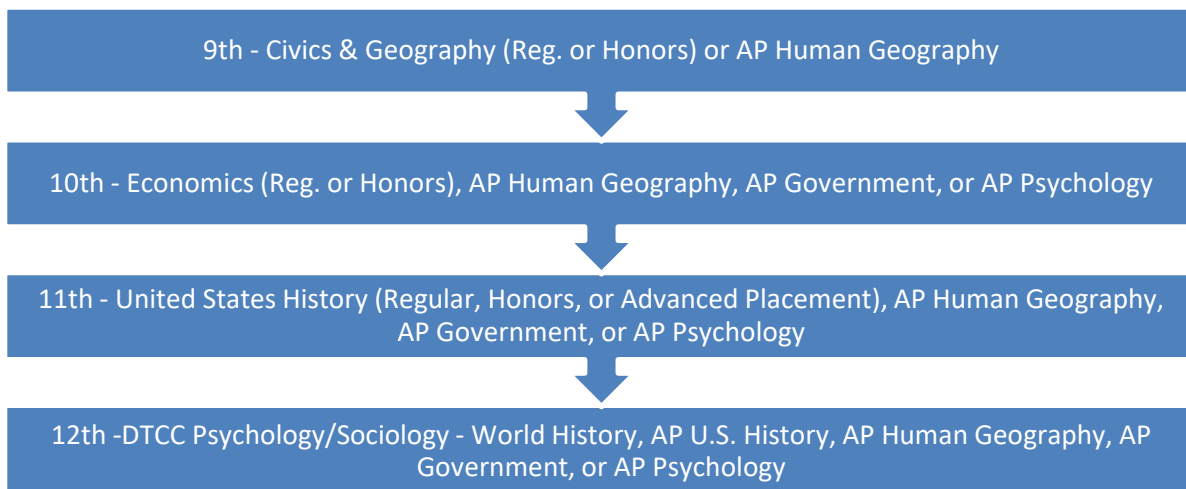 9th - Civics & Geography (Reg. or Honors) or AP Human Geography
10th - Economics (Reg. or Honors), AP Human Geography, AP Government, or AP Psychology
11th - United States History (Regular, Honors, or Advanced Placement), AP Human Geography,
AP Government, or AP Psychology
12th -DTCC Psychology/Sociology - World History, AP U.S. History, AP Human Geography, AP
Government, or AP Psychology